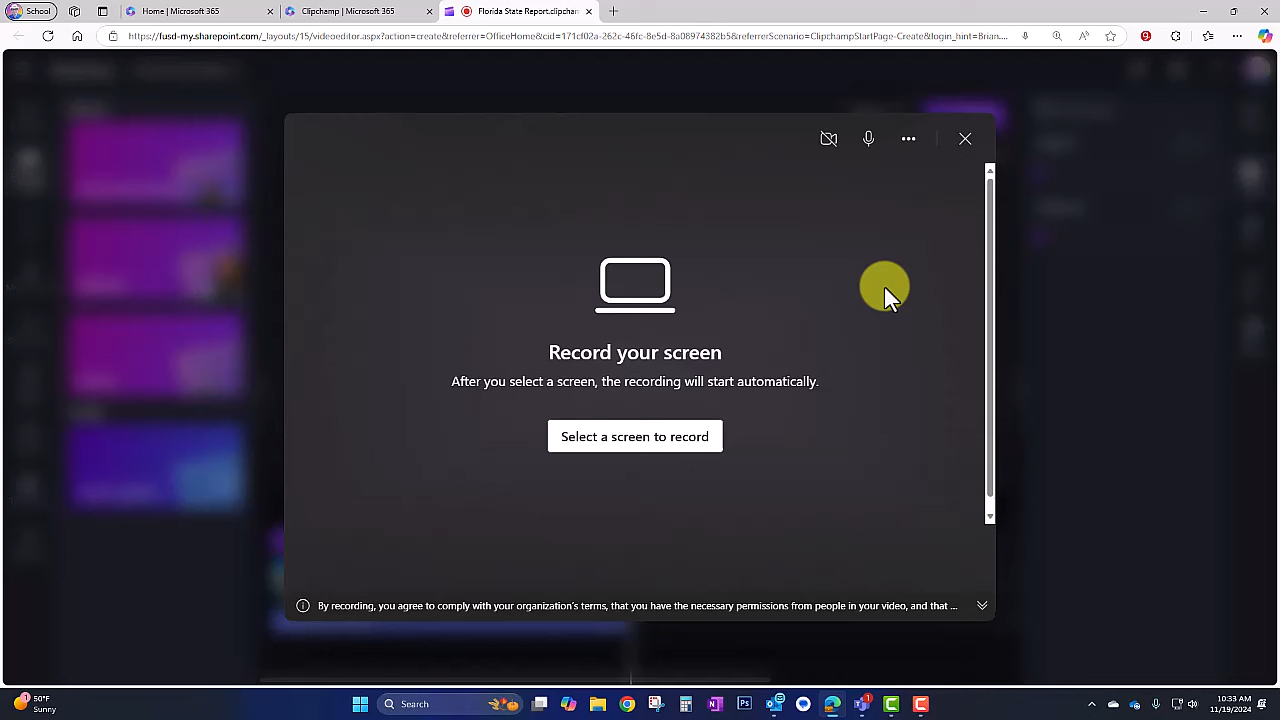 School
Home | Microsoft 365
Clipchamp | Microsoft 365
Florida State Report.clipcham
https://fusd-my.sharepoint.com/_layouts/15/videoeditor.aspx?action=create&referrer=OfficeHome&cid=171cf02a-262c-46fc-8e5d-8a08974382b5&referrerScenario=ClipchampStartPage-Create&login_hint=Brian....
Record your screen
After you select a screen, the recording will start automatically.
Select a screen to record
By recording, you agree to comply with your organization's terms, that you have the necessary permissions from people in your video, and that ...
50°F
Sunny
Search
1
10:33 AM
11/19/2024